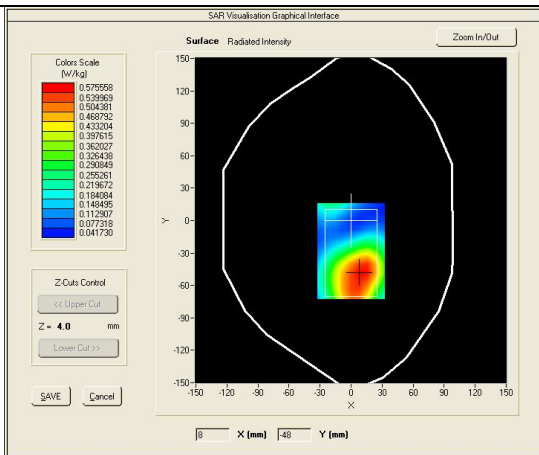 SAR Visualisation Graphical Interface
Surface Radiated Intensity
Zoom In/Out
Colors Scale
(W/kg)
0.575558
0.539969
0.504381
0.468792
0.433204
0.397615
0.362027
0.326438
0.290849
0.255261
0.219672
0.184084
0.148495
0.112907
0.077318
0.041730
Z-Cuts Control
<< Upper Cut
Z = 4.0 mm
Lower Cut >>
SAVE
Cancel
150-
120-
90-
60-
30-
0-
-30-
-60-
-90-
-120-
-150-
Y
-150 -120 -90 -60 -30 0 30 60 90 120 150
X
8 X (mm) -48 Y (mm)